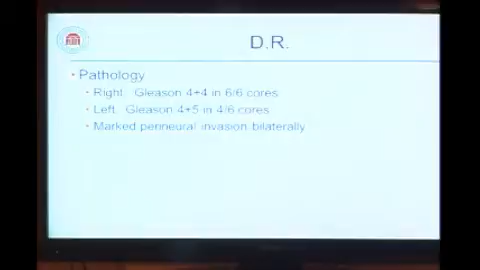 D.R.
Pathology
Right: Gleason 4+4 in 6/6 cores
Left: Gleason 4+5 in 4/6 cores
Marked perineural invasion bilaterally